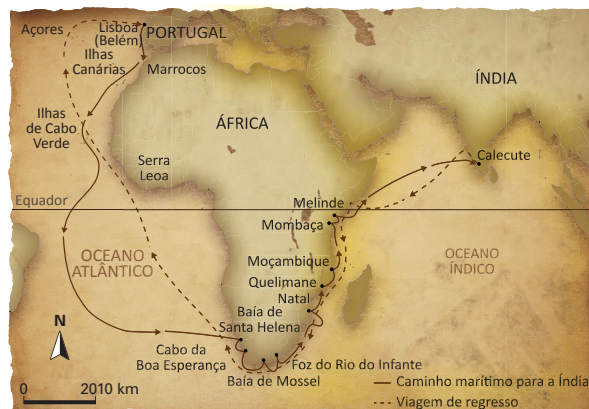 Açores
Lisboa
(Belém)
PORTUGAL
Ilhas
Canárias
Marrocos
ÍNDIA
Ilhas
de Cabo
Verde
ÁFRICA
Calecute
Serra
Leoa
Equador
Melinde
Mombaça
OCEANO
ATLÂNTICO
Moçambique
OCEANO
ÍNDICO
Quelimane
Natal
Baía de
Santa Helena
N
Cabo da
Boa Esperança
Foz do Rio do Infante
Baía de Mossel
0 2010 km
Caminho marítimo para a Índia
Viagem de regresso